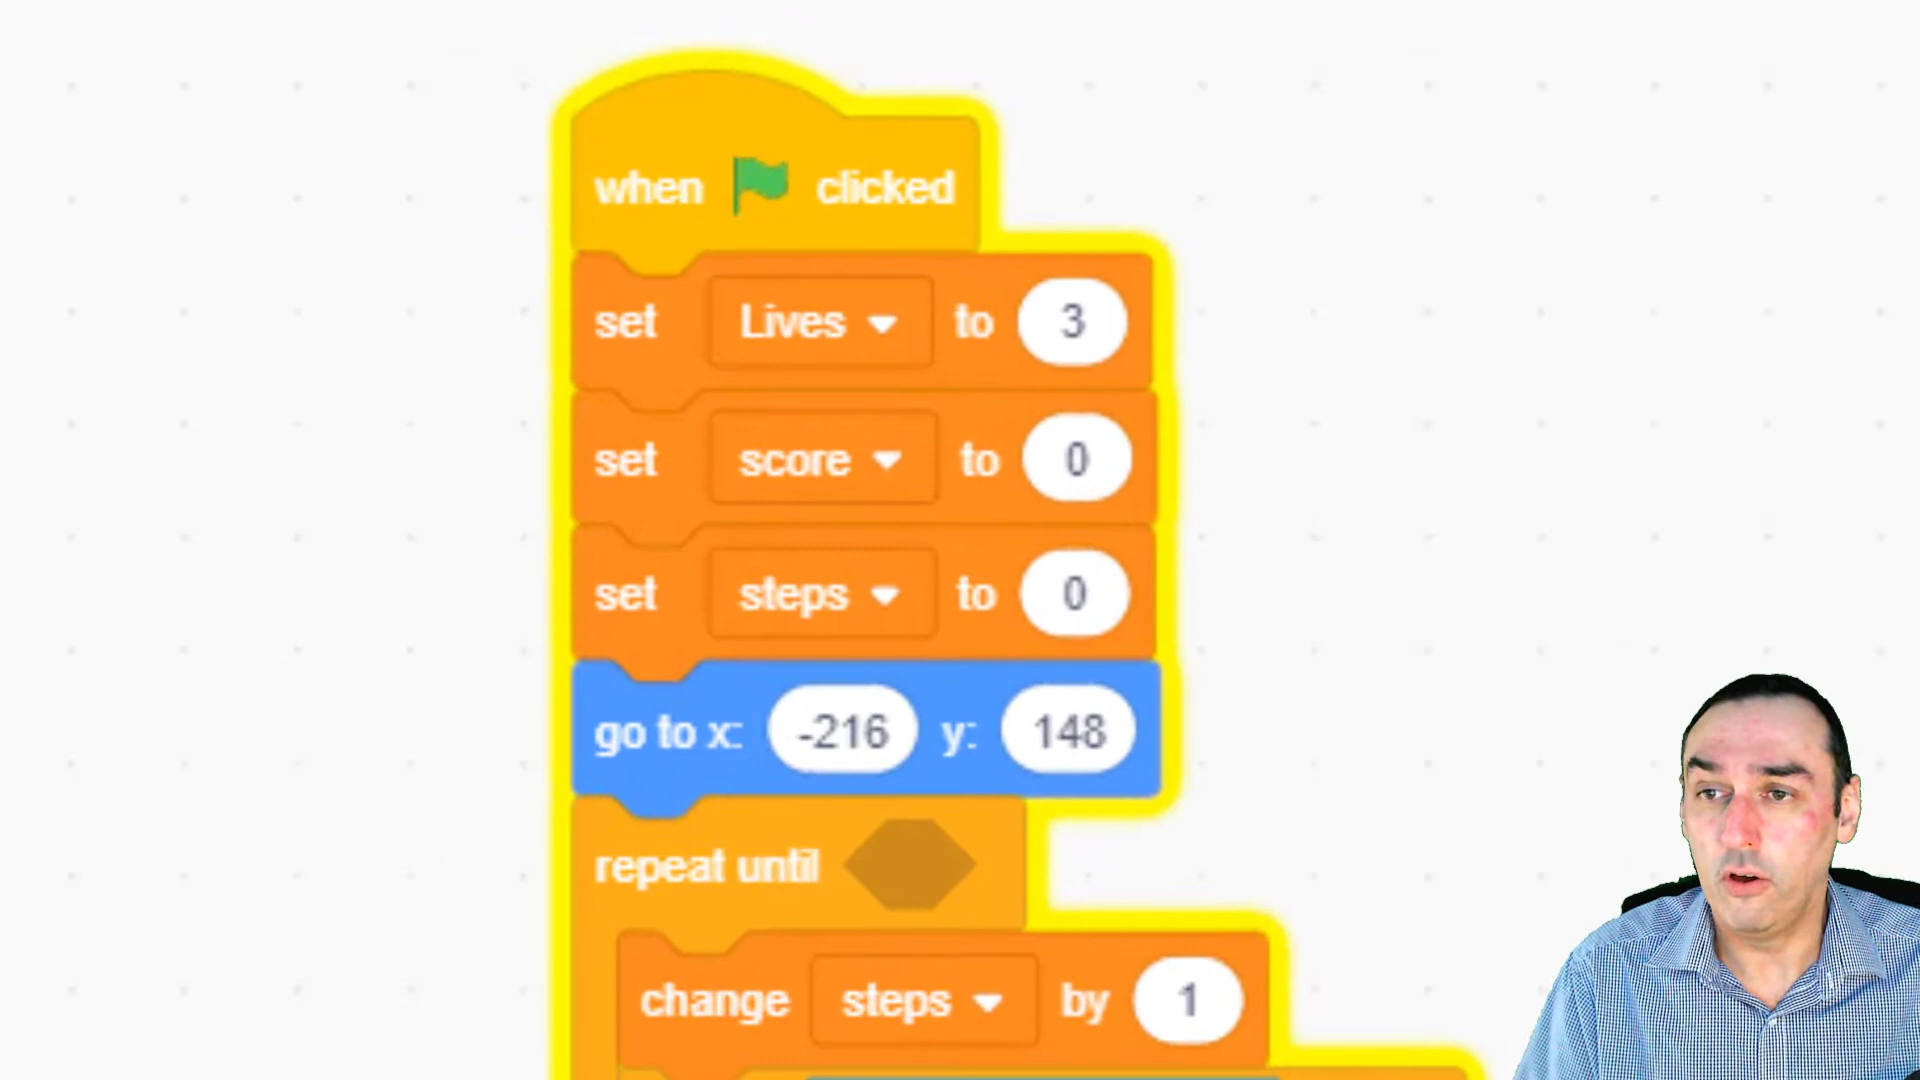 when clicked
set Lives to 3
set score to 0
set steps to 0
go to x: -216 y: 148
repeat until
change steps by 1